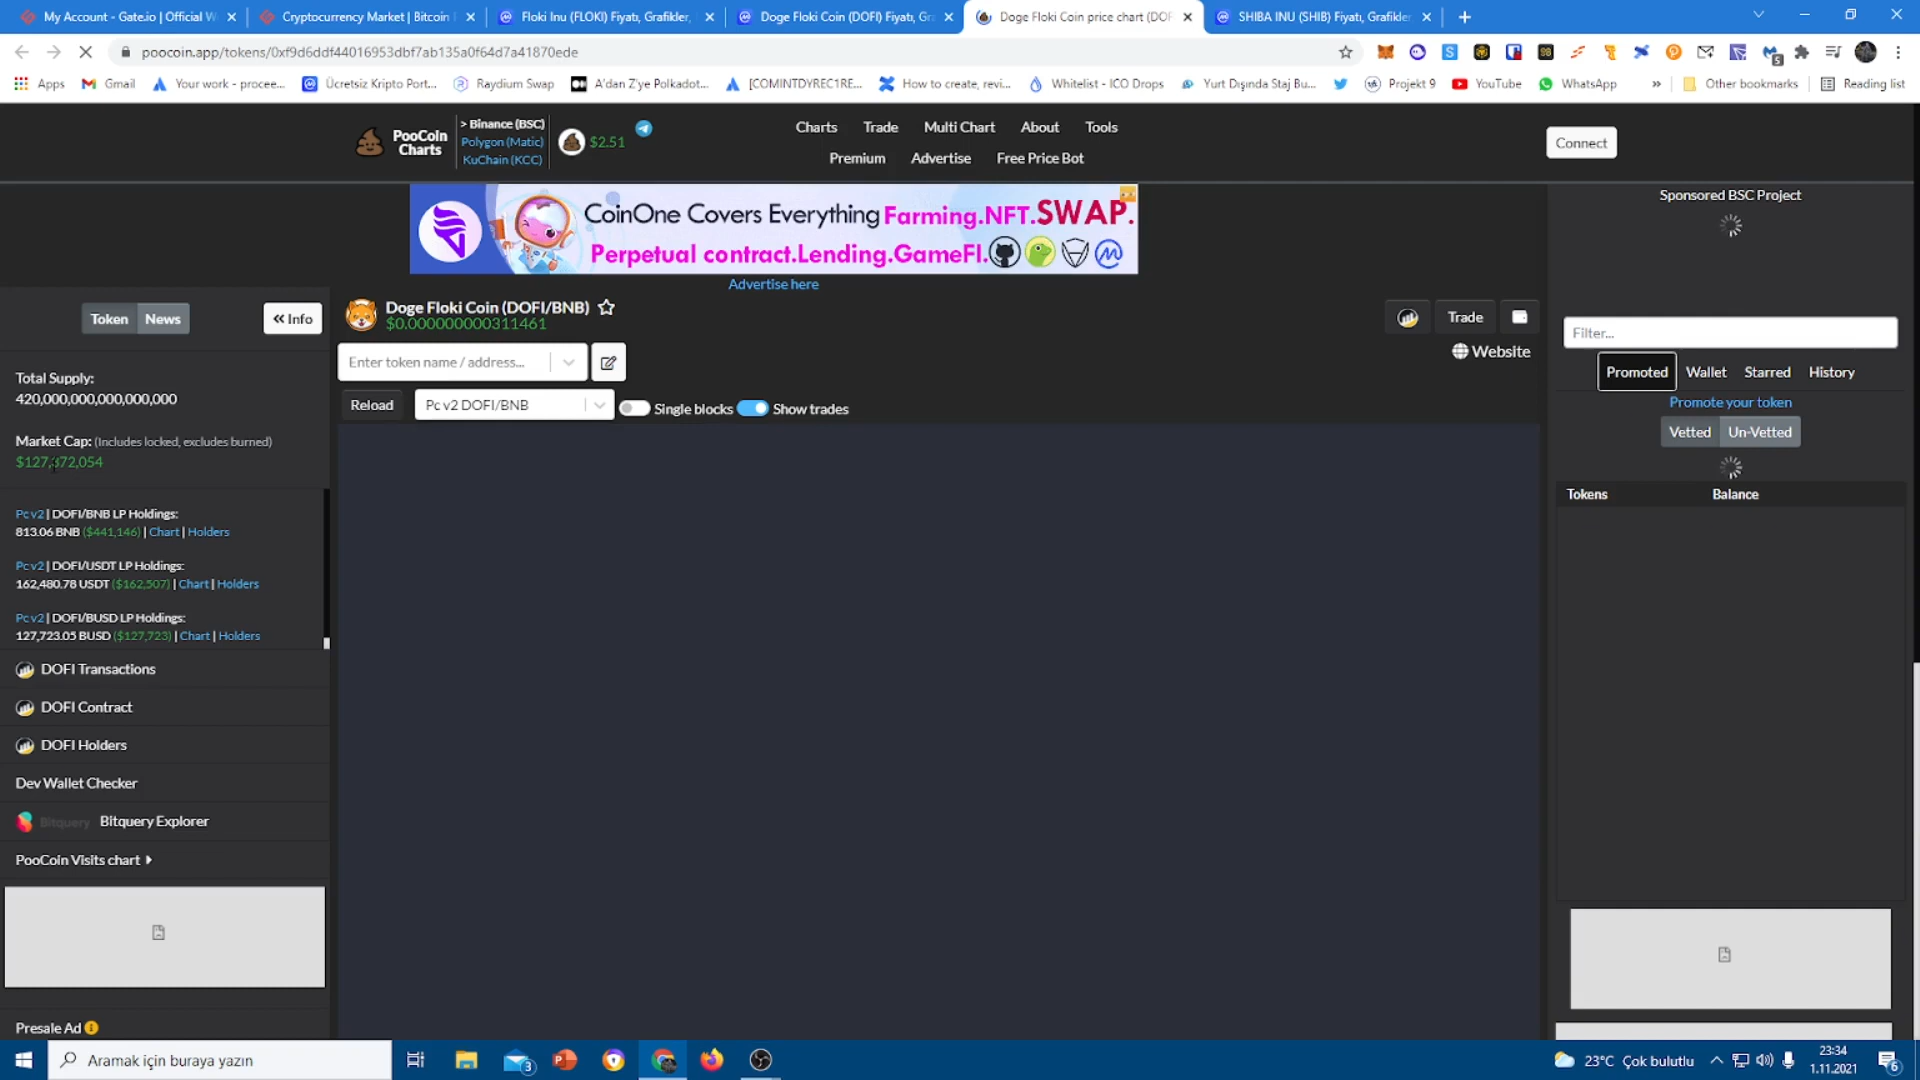 My Account - Gate.io | Official W
Cryptocurrency Market | Bitcoin
Floki Inu (FLOKI) Fiyatı, Grafikler,
Doge Floki Coin (DOFI) Fiyatı, Gr
Doge Floki Coin price chart (DOF
SHIBA INU (SHIB) Fiyatı, Grafikler
poocoin.app/tokens/0xf9d6ddf44016953dbf7ab135a0f64d7a41870ede
Apps
Gmail
Your work - procee...
Ücretsiz Kripto Port...
Raydium Swap
A'dan Z'ye Polkadot...
[COMINTDYREC1RE...
How to create, revi...
Whitelist - ICO Drops
Yurt Dışında Staj Bu...
Projekt 9
YouTube
WhatsApp
»
Other bookmarks
Reading list
PooCoin
Charts
> Binance (BSC)
Polygon (Matic)
KuChain (KCC)
$2.51
Charts Trade Multi Chart About Tools
Premium Advertise Free Price Bot
Connect
CoinOne Covers Everything Farming.NFT.SWAP.
Perpetual contract.Lending.GameFI.
Advertise here
Sponsored BSC Project
Token News
« Info
Doge Floki Coin (DOFI/BNB)
$0.000000000311461
Trade
Website
Enter token name / address...
Reload
Pc v2 DOFI/BNB
Single blocks
Show trades
Total Supply:
420,000,000,000,000,000
Market Cap: (Includes locked, excludes burned)
Pc v2 | DOFI/BNB LP Holdings:
813.06 BNB ($441,146) | Chart | Holders
Pc v2 | DOFI/USDT LP Holdings:
162,480.78 USDT ($162,507) | Chart | Holders
Pc v2 | DOFI/BUSD LP Holdings:
127,723.05 BUSD ($127,723) | Chart | Holders
DOFI Transactions
DOFI Contract
DOFI Holders
Dev Wallet Checker
Bitquery Bitquery Explorer
PooCoin Visits chart
Presale Ad
Filter...
Promoted Wallet Starred History
Promote your token
Vetted Un-Vetted
Tokens Balance
Aramak için buraya yazın
3
23°C Çok bulutlu
23:34
1.11.2021
6